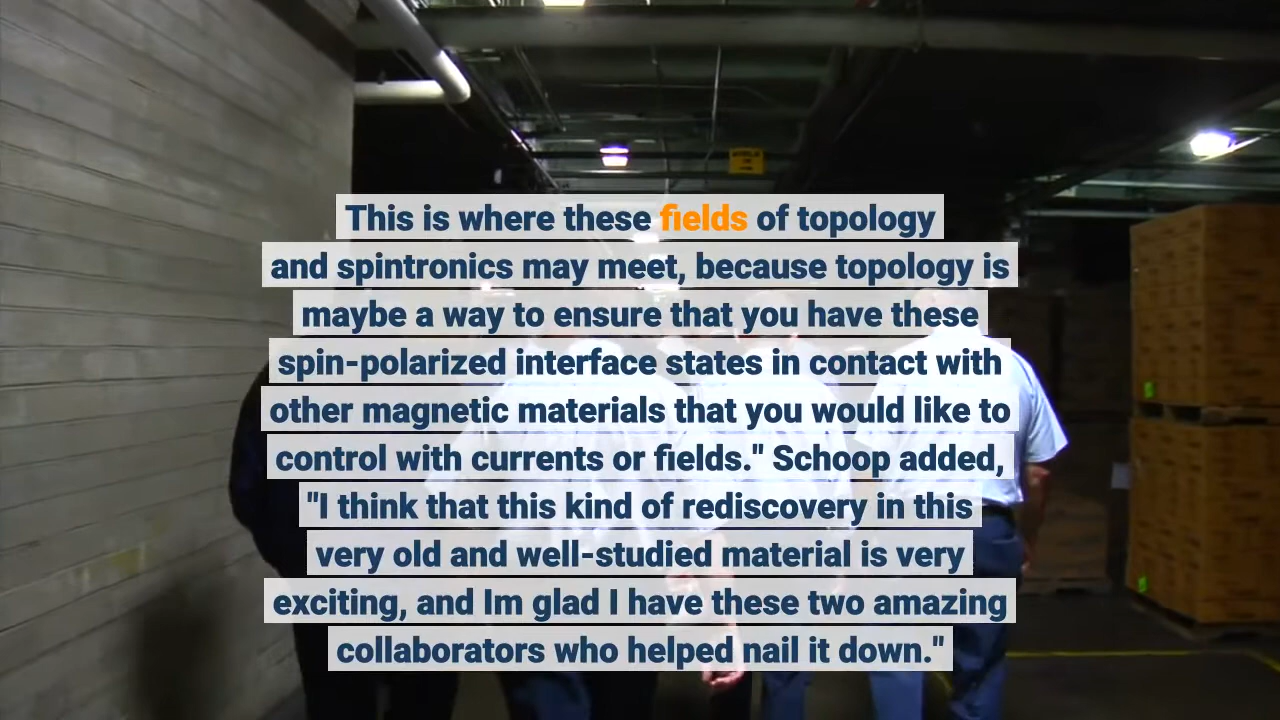 This is where these fields of topology
and spintronics may meet, because topology is
maybe a way to ensure that you have these
spin-polarized interface states in contact with
other magnetic materials that you would like to
control with currents or fields." Schoop added,
"I think that this kind of rediscovery in this
very old and well-studied material is very
exciting, and Im glad I have these two amazing
collaborators who helped nail it down."